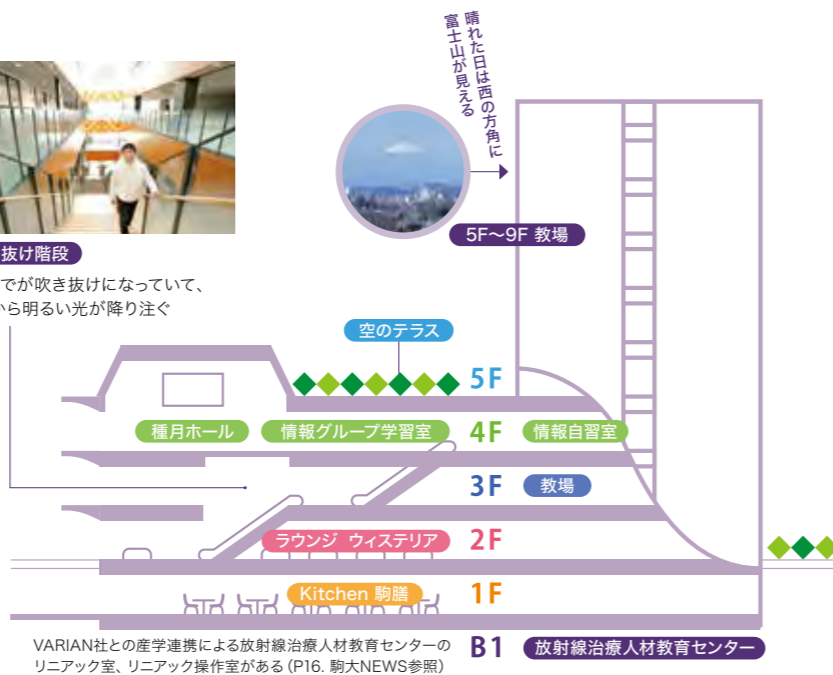 晴れた日は西の方角に
富士山が見える
5F〜9F 教場
抜け階段
でが吹き抜けになっていて、
から明るい光が降り注ぐ
空のテラス
5F
種月ホール
情報グループ学習室
4F
情報自習室
3F
教場
ラウンジ ウィステリア
2F
Kitchen 駒膳
1F
VARIAN社との産学連携による放射線治療人材教育センターの
リニアック室、リニアック操作室がある（P16. 駒大NEWS参照）
B1
放射線治療人材教育センター